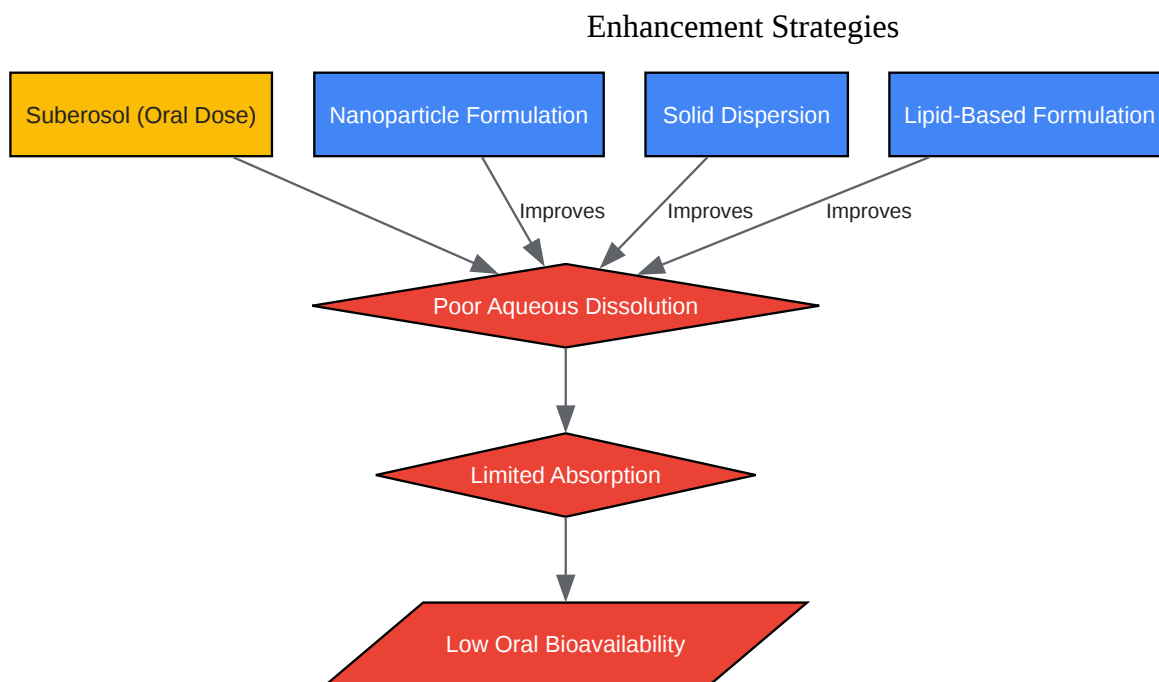 Enhancement Strategies
Suberosol (Oral Dose)
Nanoparticle Formulation
Solid Dispersion
Lipid-Based Formulation
Improves
Improves
Improves
Poor Aqueous Dissolution
Limited Absorption
Low Oral Bioavailability